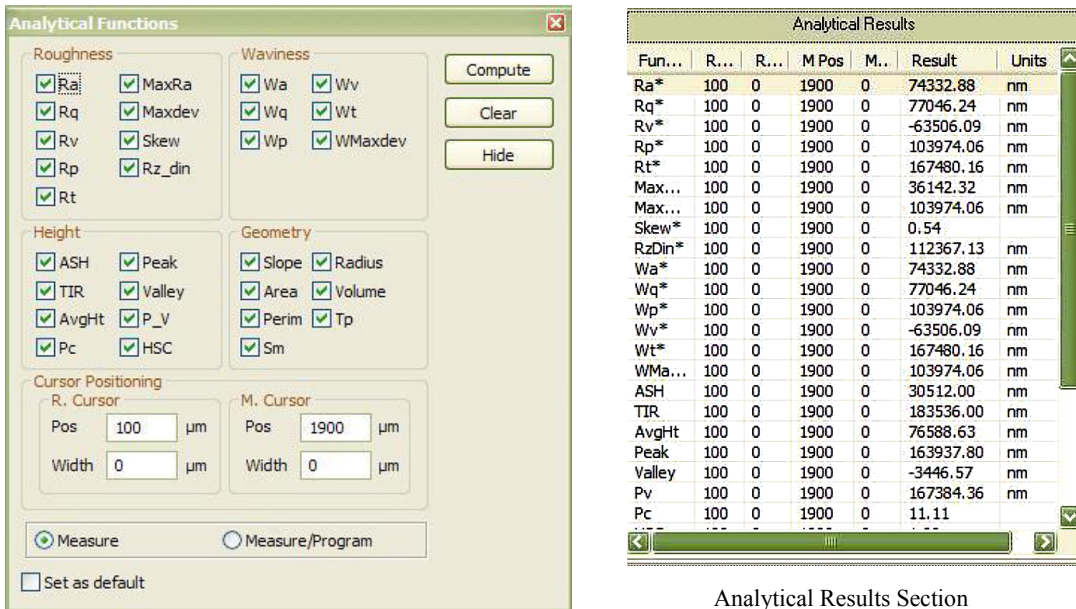 Analytical Functions
Roughness
Ra MaxRa
Rq Maxdev
Rv Skew
Rp Rz_din
Rt
Waviness
Wa Wv
Wq Wt
Wp WMaxdev
Compute
Clear
Hide
Height
ASH Peak
TIR Valley
AvgHt P_V
Pc HSC
Geometry
Slope Radius
Area Volume
Perim Tp
Sm
Cursor Positioning
R. Cursor
Pos 100 µm
Width 0 µm
M. Cursor
Pos 1900 µm
Width 0 µm
Measure Measure/Program
Set as default
Analytical Results
Fun... R... R... M Pos M... Result Units
Ra* 100 0 1900 0 74332.88 nm
Rq* 100 0 1900 0 77046.24 nm
Rv* 100 0 1900 0 -63506.09 nm
Rp* 100 0 1900 0 103974.06 nm
Rt* 100 0 1900 0 167480.16 nm
Max... 100 0 1900 0 36142.32 nm
Max... 100 0 1900 0 103974.06 nm
Skew* 100 0 1900 0 0.54
RzDin* 100 0 1900 0 112367.13 nm
Wa* 100 0 1900 0 74332.88 nm
Wq* 100 0 1900 0 77046.24 nm
Wp* 100 0 1900 0 103974.06 nm
Wv* 100 0 1900 0 -63506.09 nm
Wt* 100 0 1900 0 167480.16 nm
WMa... 100 0 1900 0 103974.06 nm
ASH 100 0 1900 0 30512.00 nm
TIR 100 0 1900 0 183536.00 nm
AvgHt 100 0 1900 0 76588.63 nm
Peak 100 0 1900 0 163937.80 nm
Valley 100 0 1900 0 -3446.57 nm
Pv 100 0 1900 0 167384.36 nm
Pc 100 0 1900 0 11.11
Analytical Results Section